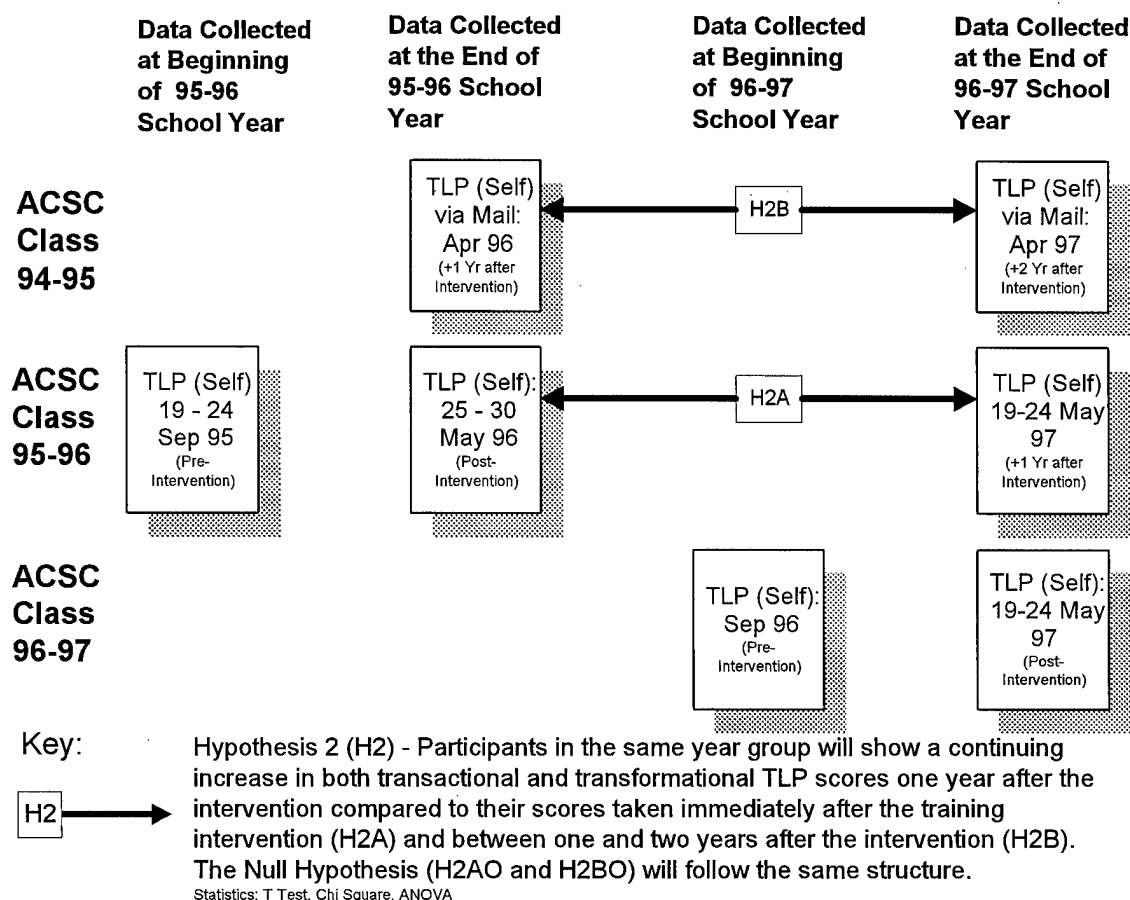 Data Collected
at Beginning
of 95-96
School Year
Data Collected
at the End of
95-96 School
Year
Data Collected
at Beginning
of 96-97
School Year
Data Collected
at the End of
96-97 School
Year
ACSC
Class
94-95
TLP (Self)
via Mail:
Apr 96
(+1 Yr after
Intervention)
H2B
TLP (Self)
via Mail:
Apr 97
(+2 Yr after
Intervention)
ACSC
Class
95-96
TLP (Self)
19 - 24
Sep 95
(Pre-
Intervention)
TLP (Self):
25 - 30
May 96
(Post-
Intervention)
H2A
TLP (Self)
19-24 May
97
(+1 Yr after
Intervention)
ACSC
Class
96-97
TLP (Self):
Sep 96
(Pre-
Intervention)
TLP (Self):
19-24 May
97
(Post-
Intervention)
Key:
H2
Hypothesis 2 (H2) - Participants in the same year group will show a continuing
increase in both transactional and transformational TLP scores one year after the
intervention compared to their scores taken immediately after the training
intervention (H2A) and between one and two years after the intervention (H2B).
The Null Hypothesis (H2AO and H2BO) will follow the same structure.
Statistics: T Test, Chi Square, ANOVA